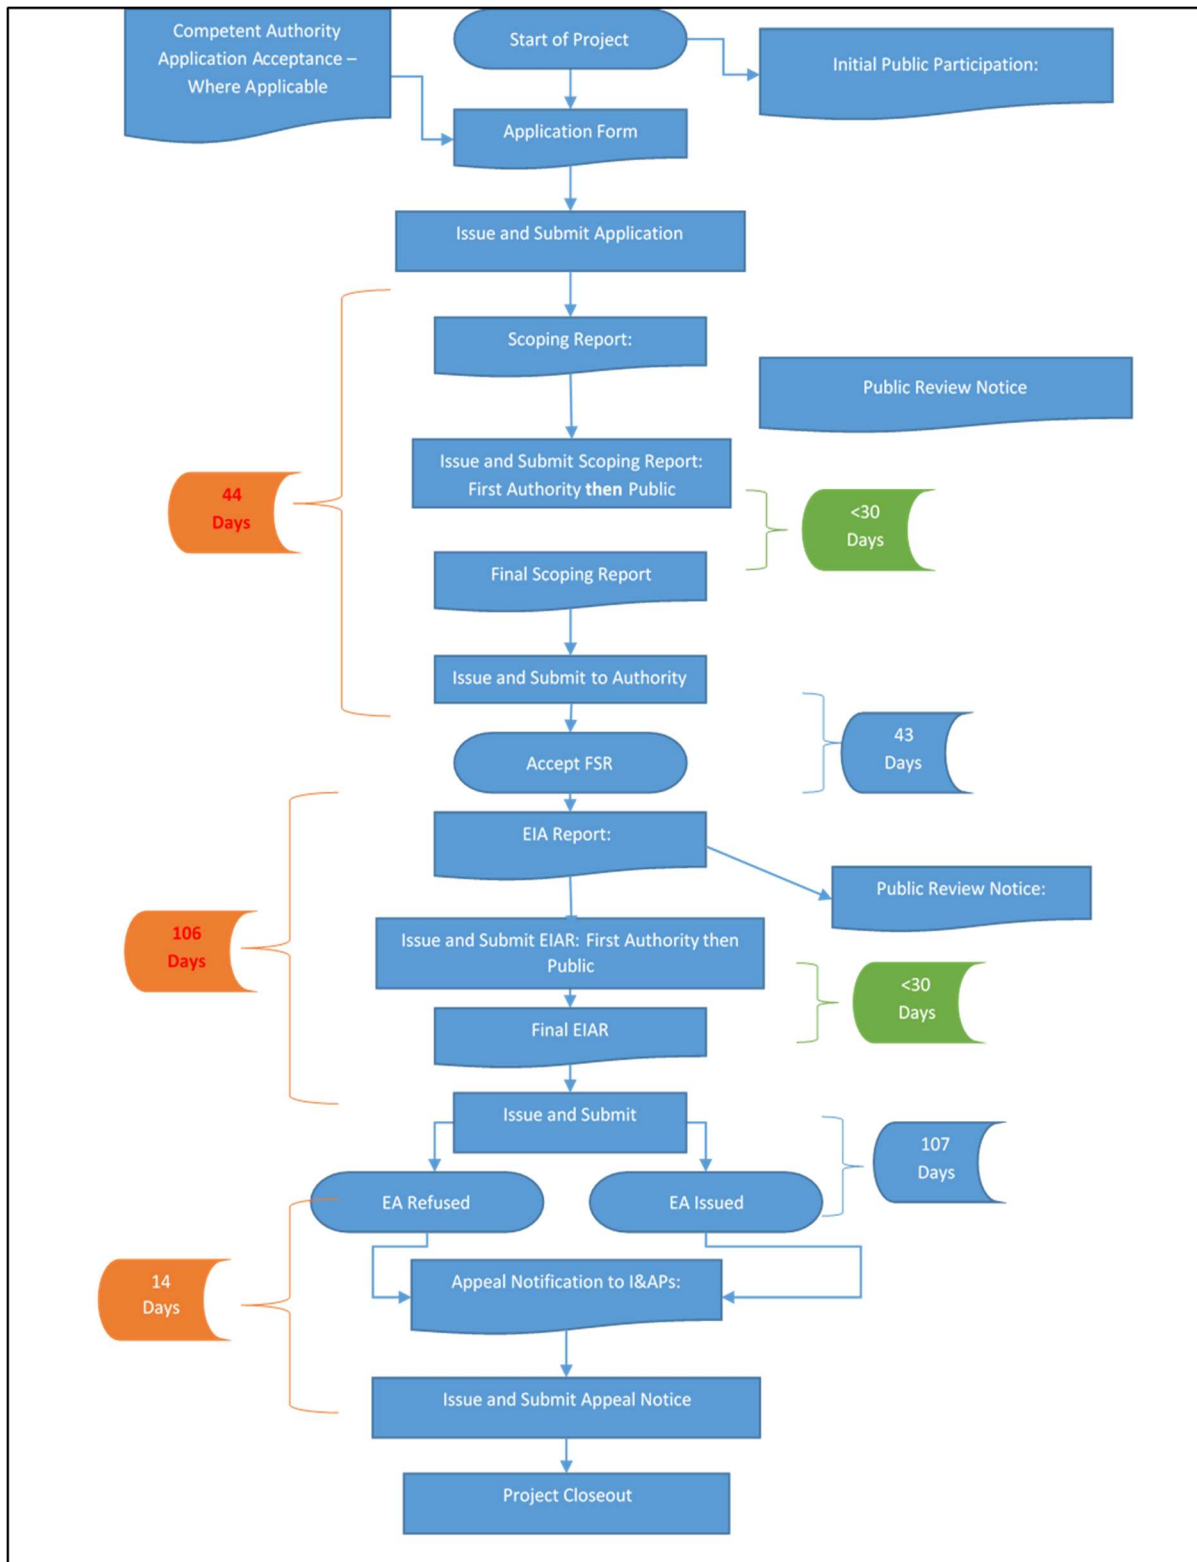 Competent Authority
Application Acceptance –
Where Applicable
Start of Project
Initial Public Participation:
Application Form
Issue and Submit Application
Scoping Report:
Public Review Notice
Issue and Submit Scoping Report:
First Authority then Public
44
Days
<30
Days
Final Scoping Report
Issue and Submit to Authority
43
Days
Accept FSR
EIA Report:
Public Review Notice:
106
Days
Issue and Submit EIAR: First Authority then
Public
<30
Days
Final EIAR
Issue and Submit
107
Days
EA Refused
EA Issued
14
Days
Appeal Notification to I&APs:
Issue and Submit Appeal Notice
Project Closeout